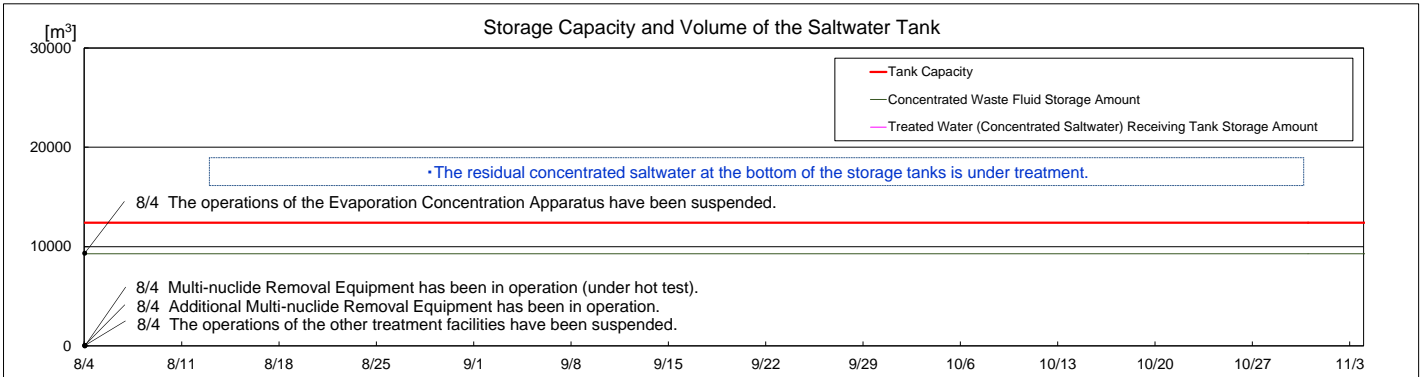 Storage Capacity and Volume of the Saltwater Tank
[m³]
30000
Tank Capacity
Concentrated Waste Fluid Storage Amount
Treated Water (Concentrated Saltwater) Receiving Tank Storage Amount
20000
・The residual concentrated saltwater at the bottom of the storage tanks is under treatment.
8/4 The operations of the Evaporation Concentration Apparatus have been suspended.
10000
8/4 Multi-nuclide Removal Equipment has been in operation (under hot test).
8/4 Additional Multi-nuclide Removal Equipment has been in operation.
8/4 The operations of the other treatment facilities have been suspended.
0
8/4 8/11 8/18 8/25 9/1 9/8 9/15 9/22 9/29 10/6 10/13 10/20 10/27 11/3